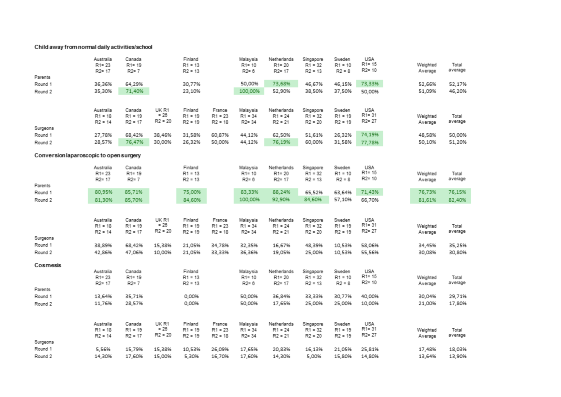 Child away from normal daily activities/school
Australia Canada Finland Malaysia Netherlands Singapore Sweden USA
R1= 23 R1= 19 R1 = 13 R1= 10 R1= 20 R1 = 32 R1= 10 R1= 15 Weighted Total
R2= 17 R2= 7 R2 = 13 R2= 6 R2= 17 R2 = 13 R2 = 8 R2= 10 Average average
Parents
Round 1 36,36% 64,29% 30,77% 50,00% 73,68% 46,67% 46,15% 73,33% 52,66% 52,17%
Round 2 35,30% 71,40% 23,10% 100,00% 52,90% 38,50% 37,50% 50,00% 51,09% 46,20%
Australia Canada UK R1 Finland France Malaysia Netherlands Singapore Sweden USA
R1 = 18 R1 = 19 = 26 R1 = 19 R1 = 23 R1 = 34 R1 = 24 R1 = 31 R1 = 19 R1= 31 Weighted Total
R2 = 14 R2 = 17 R2 = 20 R2 = 19 R2 = 18 R2 = 34 R2 = 21 R2 = 20 R2 = 19 R2= 27 Average Average
Surgeons
Round 1 27,78% 68,42% 38,46% 31,58% 60,87% 44,12% 62,50% 51,61% 26,32% 74,19% 48,58% 50,00%
Round 2 28,57% 76,47% 30,00% 26,32% 50,00% 44,12% 76,19% 60,00% 31,58% 77,78% 50,10% 51,20%
Conversion laparoscopic to open surgery
Australia Canada Finland Malaysia Netherlands Singapore Sweden USA
R1= 23 R1= 19 R1 = 13 R1= 10 R1= 20 R1 = 32 R1= 10 R1= 15 Weighted Total
R2= 17 R2= 7 R2 = 13 R2= 6 R2= 17 R2 = 13 R2 = 8 R2= 10 Average Average
Parents
Round 1 80,95% 85,71% 75,00% 83,33% 88,24% 65,52% 63,64% 71,43% 76,73% 76,15%
Round 2 81,30% 85,70% 84,60% 100,00% 92,90% 84,60% 57,10% 66,70% 81,61% 82,40%
Australia Canada UK R1 Finland France Malaysia Netherlands Singapore Sweden USA
R1 = 18 R1 = 19 = 26 R1 = 19 R1 = 23 R1 = 34 R1 = 24 R1 = 31 R1 = 19 R1= 31 Weighted Total
R2 = 14 R2 = 17 R2 = 20 R2 = 19 R2 = 18 R2 = 34 R2 = 21 R2 = 20 R2 = 19 R2= 27 Average Average
Surgeons
Round 1 38,89% 68,42% 15,38% 21,05% 34,78% 32,35% 16,67% 48,39% 10,53% 58,06% 34,45% 35,25%
Round 2 42,86% 47,06% 10,00% 21,05% 33,33% 36,36% 19,05% 25,00% 10,53% 55,56% 30,08% 30,80%
Cosmesis
Australia Canada Finland Malaysia Netherlands Singapore Sweden USA
R1= 23 R1= 19 R1 = 13 R1= 10 R1= 20 R1 = 32 R1= 10 R1= 15 Weighted Total
R2= 17 R2= 7 R2 = 13 R2= 6 R2= 17 R2 = 13 R2 = 8 R2= 10 Average Average
Parents
Round 1 13,64% 35,71% 0,00% 50,00% 36,84% 33,33% 30,77% 40,00% 30,04% 29,71%
Round 2 11,76% 28,57% 0,00% 50,00% 17,65% 25,00% 25,00% 10,00% 21,00% 17,80%
Australia Canada UK R1 Finland France Malaysia Netherlands Singapore Sweden USA
R1 = 18 R1 = 19 = 26 R1 = 19 R1 = 23 R1 = 34 R1 = 24 R1 = 31 R1 = 19 R1= 31 Weighted Total
R2 = 14 R2 = 17 R2 = 20 R2 = 19 R2 = 18 R2 = 34 R2 = 21 R2 = 20 R2 = 19 R2= 27 Average Average
Surgeons
Round 1 5,56% 15,79% 15,38% 10,53% 26,09% 17,65% 20,83% 16,13% 21,05% 25,81% 17,48% 18,03%
Round 2 14,30% 17,60% 15,00% 5,30% 16,70% 17,60% 14,30% 5,00% 15,80% 14,80% 13,64% 13,90%